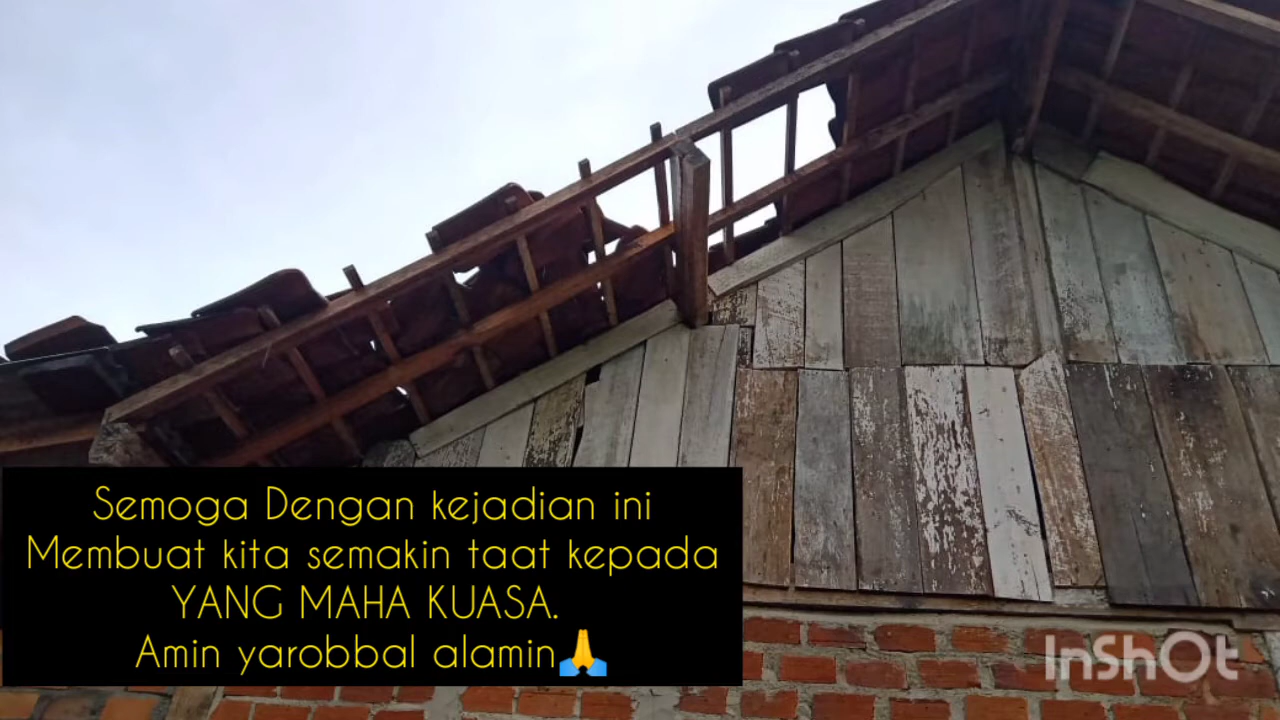 Semoga Dengan kejadian ini
Membuat kita semakin taat kepada
YANG MAHA KUASA.
Amin yarobbal alamin🙏
InShOt